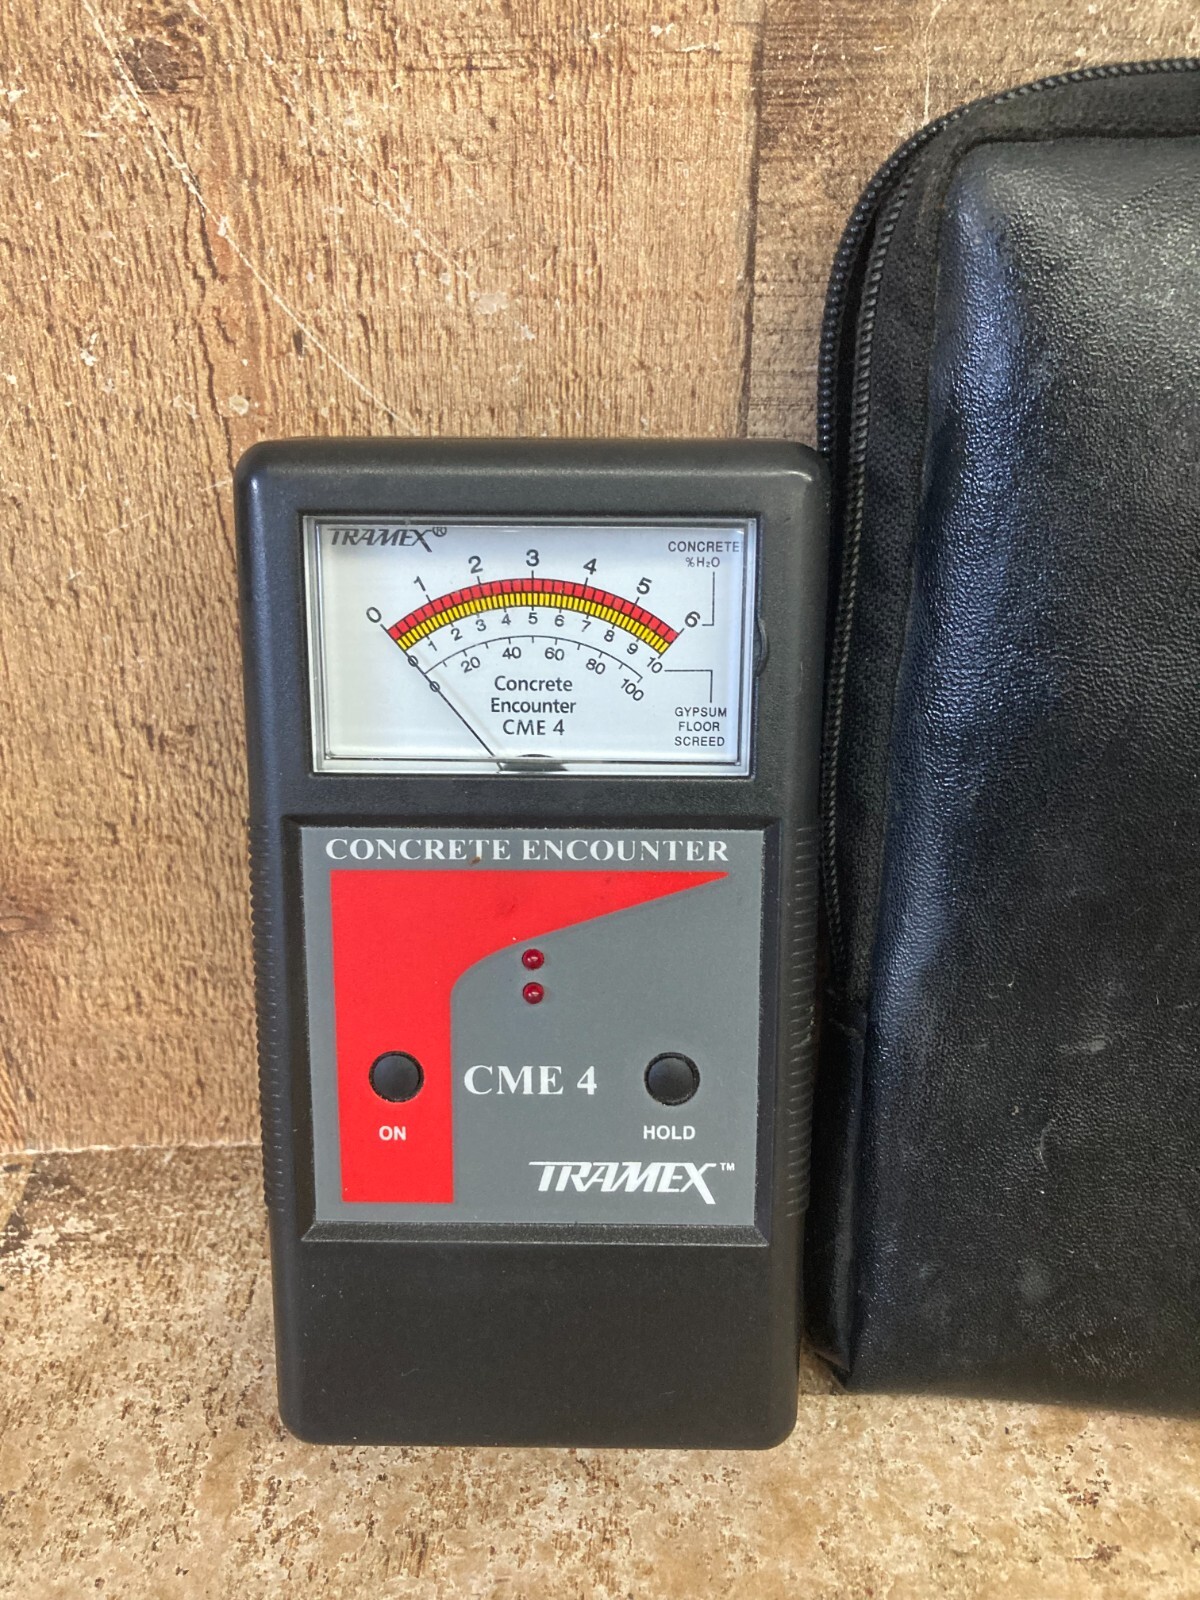 TRAMEX®
CONCRETE
%H₂O
0 1 2 3 4 5 6
0 1 2 3 4 5 6 7 8 9 10
0 20 40 60 80 100
Concrete
Encounter
CME 4
GYPSUM
FLOOR
SCREED
CONCRETE ENCOUNTER
CME 4
ON
HOLD
TRAMEX™